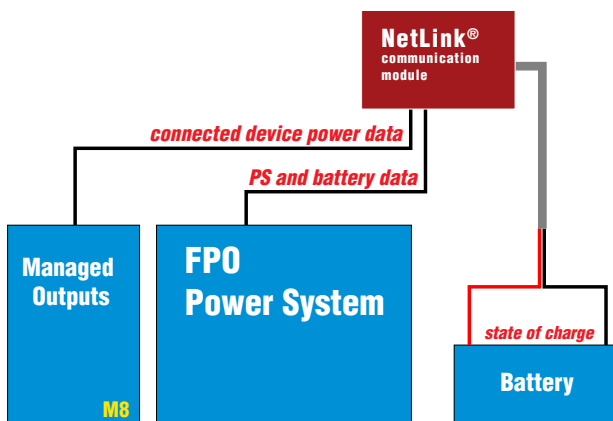 NetLink®
communication
module
connected device power data
PS and battery data
Managed
Outputs
M8
FPO
Power System
state of charge
Battery